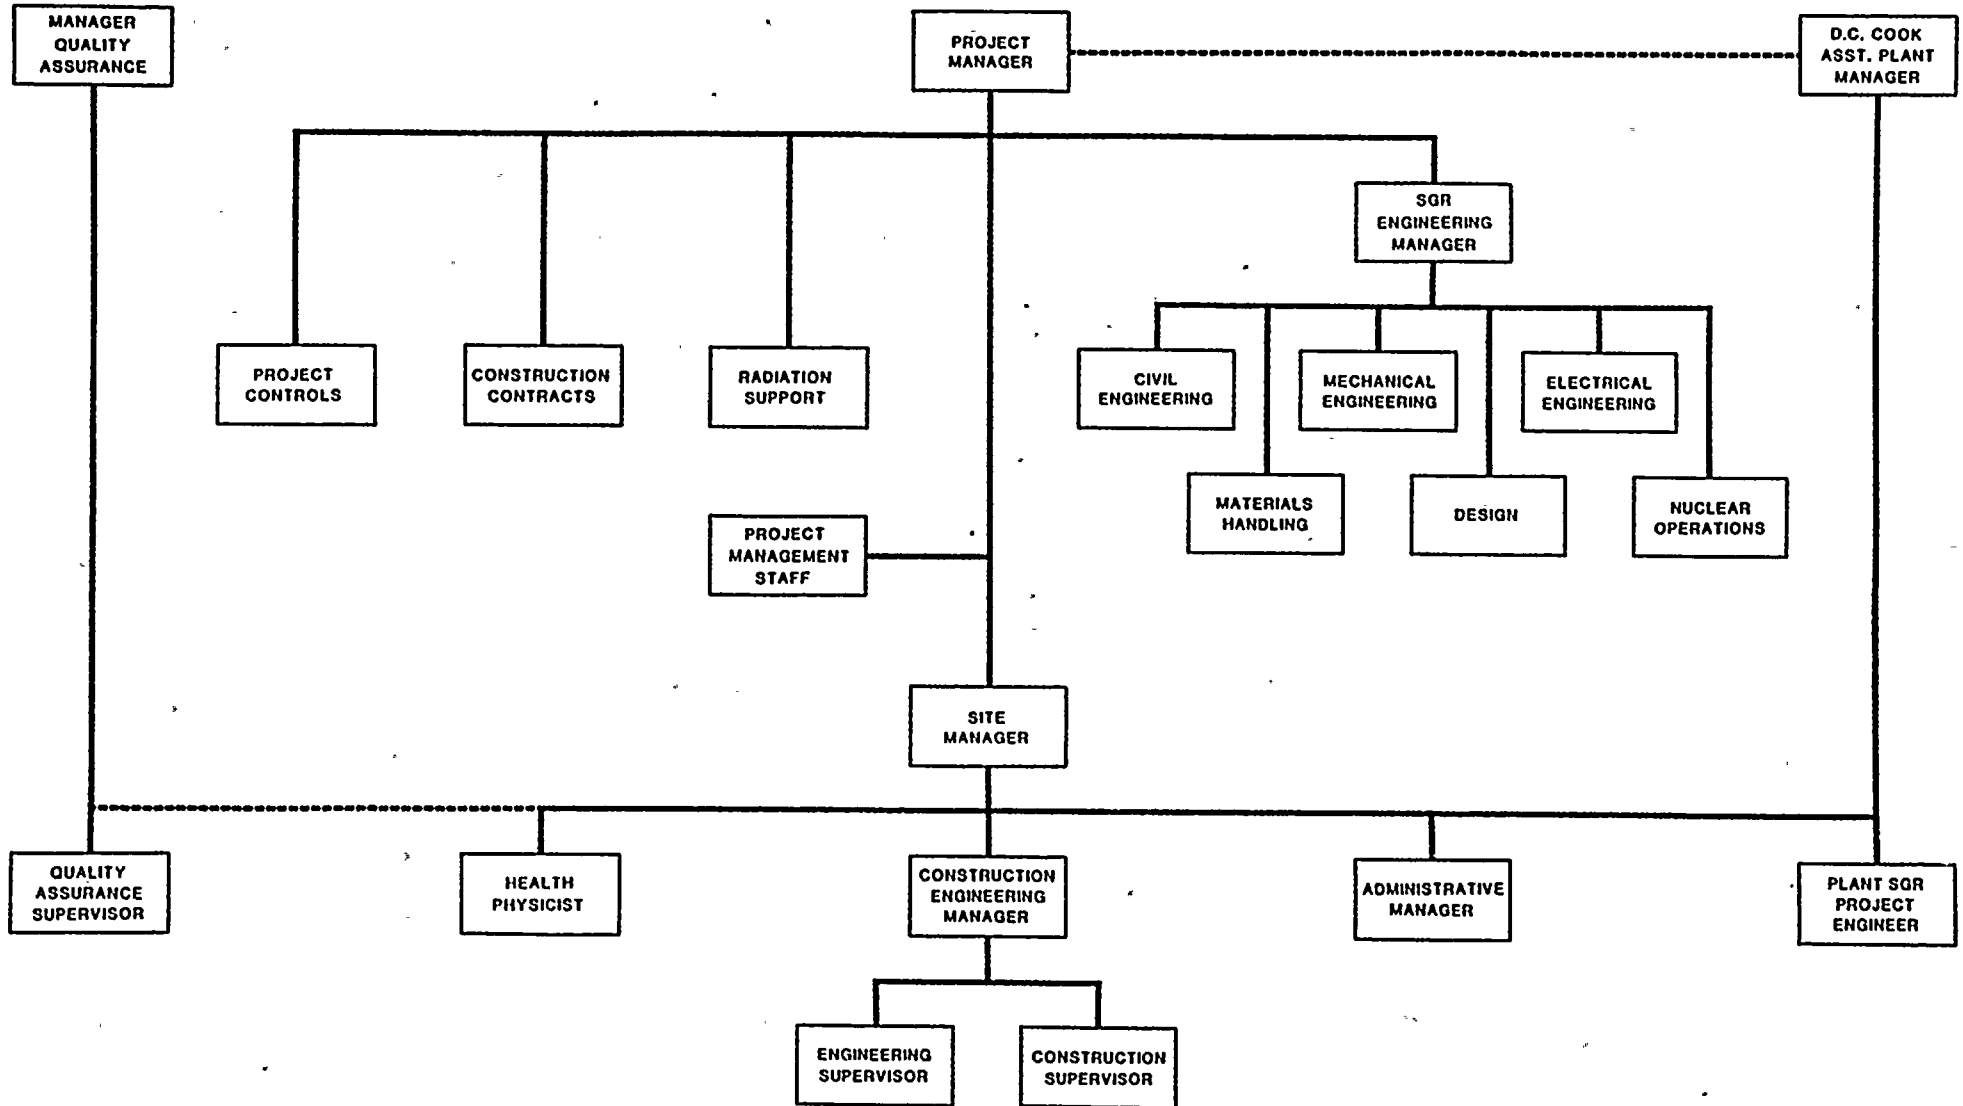 MANAGER
QUALITY
ASSURANCE
PROJECT
MANAGER
D.C. COOK
ASST. PLANT
MANAGER
SGR
ENGINEERING
MANAGER
PROJECT
CONTROLS
CONSTRUCTION
CONTRACTS
RADIATION
SUPPORT
CIVIL
ENGINEERING
MECHANICAL
ENGINEERING
ELECTRICAL
ENGINEERING
MATERIALS
HANDLING
DESIGN
NUCLEAR
OPERATIONS
PROJECT
MANAGEMENT
STAFF
SITE
MANAGER
QUALITY
ASSURANCE
SUPERVISOR
HEALTH
PHYSICIST
CONSTRUCTION
ENGINEERING
MANAGER
ADMINISTRATIVE
MANAGER
PLANT SGR
PROJECT
ENGINEER
ENGINEERING
SUPERVISOR
CONSTRUCTION
SUPERVISOR